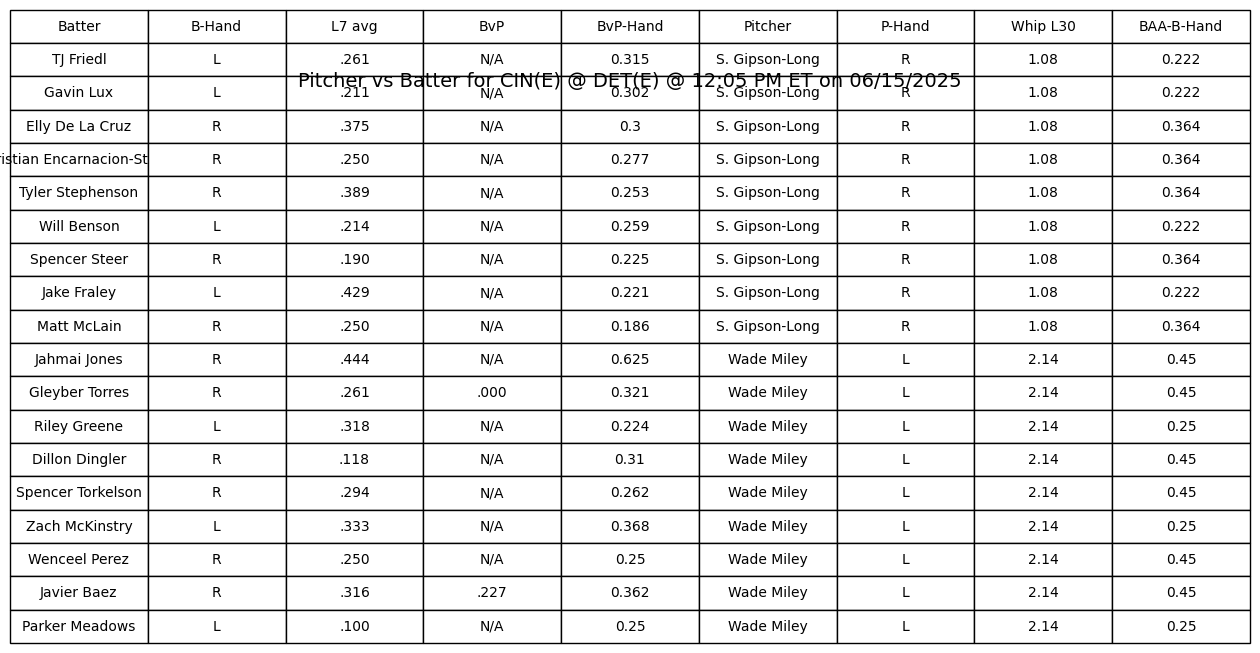 Batter B-Hand L7 avg BvP BvP-Hand Pitcher P-Hand Whip L30 BAA-B-Hand
TJ Friedl L .261 N/A 0.315 S. Gipson-Long R 1.08 0.222
Pitcher vs Batter for CIN(E) @ DET(E) @ 12:05 PM ET on 06/15/2025
Gavin Lux L .211 N/A 0.302 S. Gipson-Long R 1.08 0.222
Elly De La Cruz R .375 N/A 0.3 S. Gipson-Long R 1.08 0.364
ristian Encarnacion-St R .250 N/A 0.277 S. Gipson-Long R 1.08 0.364
Tyler Stephenson R .389 N/A 0.253 S. Gipson-Long R 1.08 0.364
Will Benson L .214 N/A 0.259 S. Gipson-Long R 1.08 0.222
Spencer Steer R .190 N/A 0.225 S. Gipson-Long R 1.08 0.364
Jake Fraley L .429 N/A 0.221 S. Gipson-Long R 1.08 0.222
Matt McLain R .250 N/A 0.186 S. Gipson-Long R 1.08 0.364
Jahmai Jones R .444 N/A 0.625 Wade Miley L 2.14 0.45
Gleyber Torres R .261 .000 0.321 Wade Miley L 2.14 0.45
Riley Greene L .318 N/A 0.224 Wade Miley L 2.14 0.25
Dillon Dingler R .118 N/A 0.31 Wade Miley L 2.14 0.45
Spencer Torkelson R .294 N/A 0.262 Wade Miley L 2.14 0.45
Zach McKinstry L .333 N/A 0.368 Wade Miley L 2.14 0.25
Wenceel Perez R .250 N/A 0.25 Wade Miley L 2.14 0.45
Javier Baez R .316 .227 0.362 Wade Miley L 2.14 0.45
Parker Meadows L .100 N/A 0.25 Wade Miley L 2.14 0.25